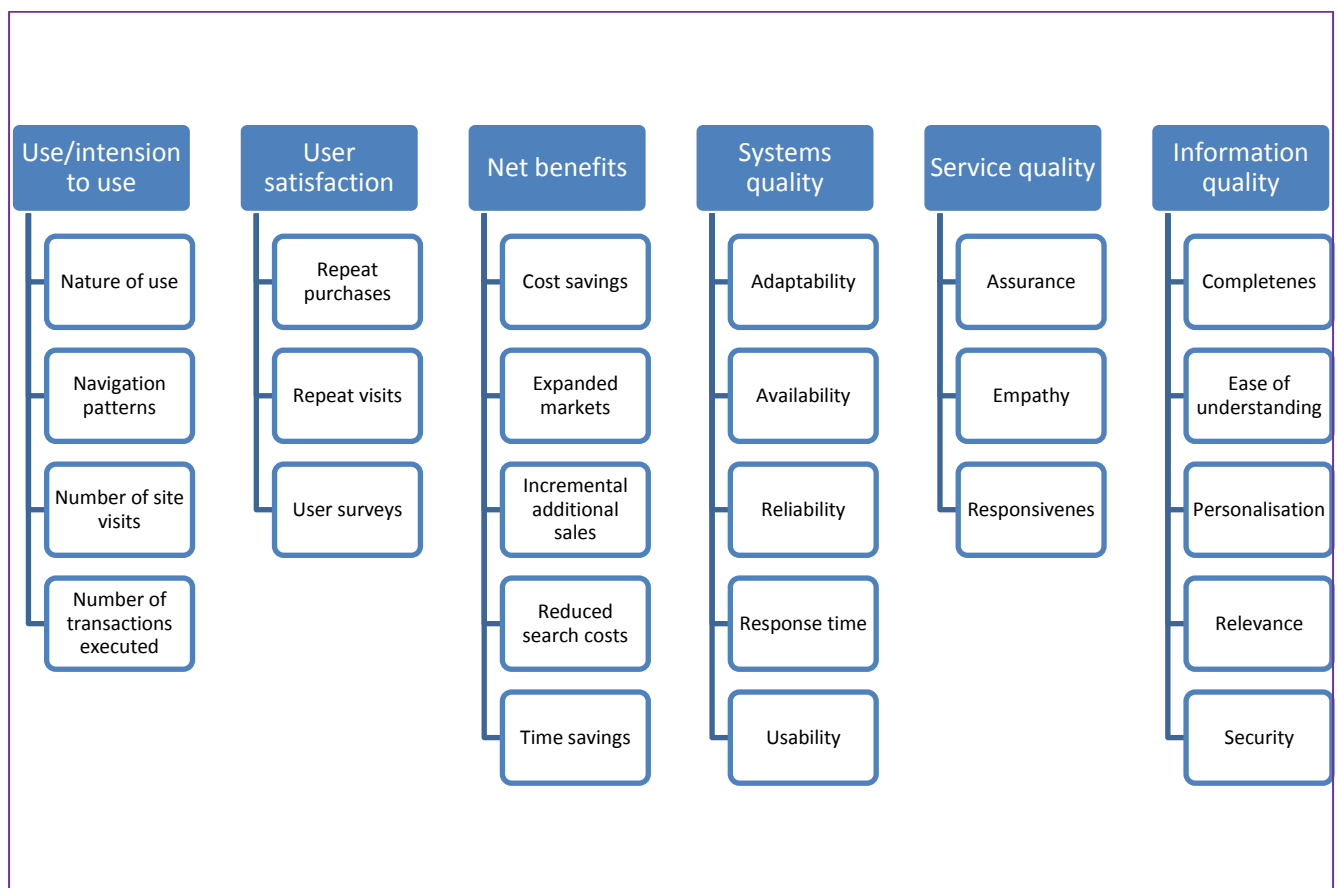 Use/intension
to use
Nature of use
Navigation
patterns
Number of site
visits
Number of
transactions
executed
User
satisfaction
Repeat
purchases
Repeat visits
User surveys
Net benefits
Cost savings
Expanded
markets
Incremental
additional
sales
Reduced
search costs
Time savings
Systems
quality
Adaptability
Availability
Reliability
Response time
Usability
Service quality
Assurance
Empathy
Responsivenes
Information
quality
Completenes
Ease of
understanding
Personalisation
Relevance
Security